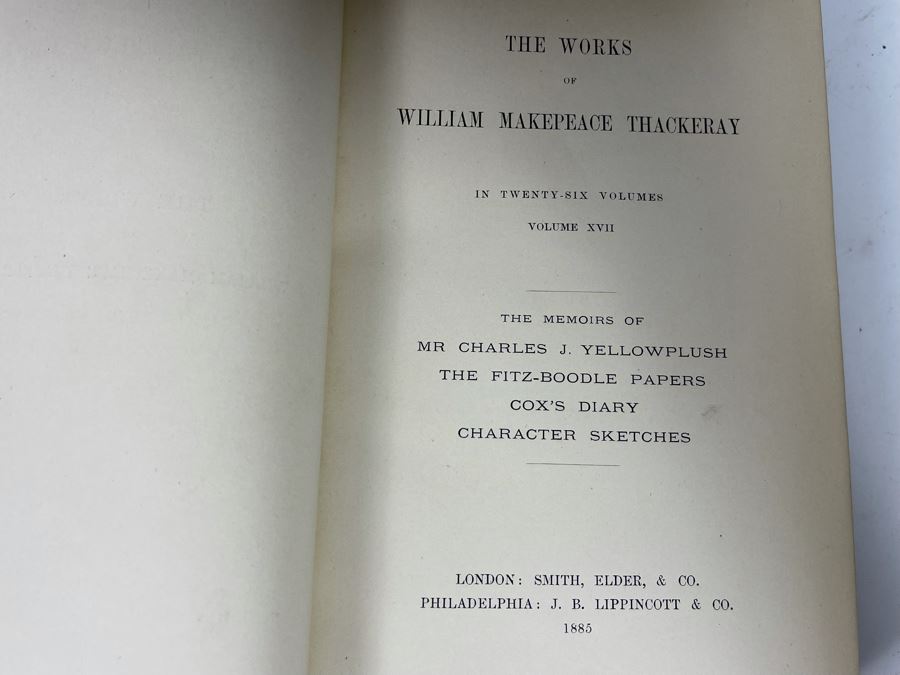 THE WORKS
OF
WILLIAM MAKEPEACE THACKERAY
IN TWENTY-SIX VOLUMES
VOLUME XVII
THE MEMOIRS OF
MR CHARLES J. YELLOWPLUSH
THE FITZ-BOODLE PAPERS
COX'S DIARY
CHARACTER SKETCHES
LONDON: SMITH, ELDER, & CO.
PHILADELPHIA: J. B. LIPPINCOTT & CO.
1885